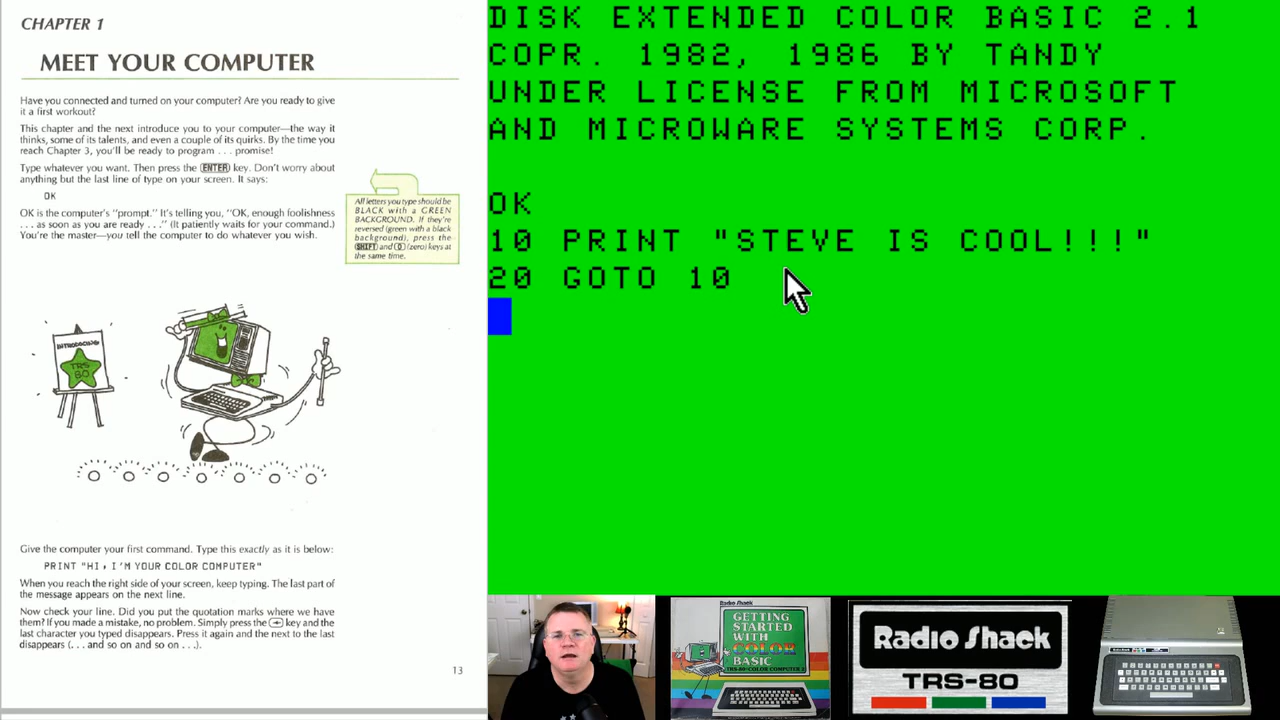 CHAPTER 1
MEET YOUR COMPUTER
Have you connected and turned on your computer? Are you ready to give
it a first workout?
This chapter and the next introduce you to your computer—the way it
thinks, some of its talents, and even a couple of its quirks. By the time you
reach Chapter 3, you'll be ready to program . . . promise!
Type whatever you want. Then press the ENTER key. Don't worry about
anything but the last line of type on your screen. It says:
OK
OK is the computer's "prompt." It's telling you, "OK, enough foolishness
. . . as soon as you are ready . . ." (It patiently waits for your command.)
You're the master—you tell the computer to do whatever you wish.
All letters you type should be
BLACK with a GREEN
BACKGROUND. If they're
reversed (green with a black
background), press the
SHIFT and 0 (zero) keys at
the same time.
INTRODUCING
TRS
80
Give the computer your first command. Type this exactly as it is below:
PRINT "HI, I'M YOUR COLOR COMPUTER"
When you reach the right side of your screen, keep typing. The last part of
the message appears on the next line.
Now check your line. Did you put the quotation marks where we have
them? If you made a mistake, no problem. Simply press the ← key and the
last character you typed disappears. Press it again and the next to the last
disappears (. . . and so on and so on . . .).
13
DISK EXTENDED COLOR BASIC 2.1
COPR. 1982, 1986 BY TANDY
UNDER LICENSE FROM MICROSOFT
AND MICROWARE SYSTEMS CORP.
OK
10 PRINT "STEVE IS COOL!!!"
20 GOTO 10
Radio Shack
GETTING
STARTED
WITH
COLOR
BASIC
TRS-80 COLOR COMPUTER
Radio Shack
TRS-80